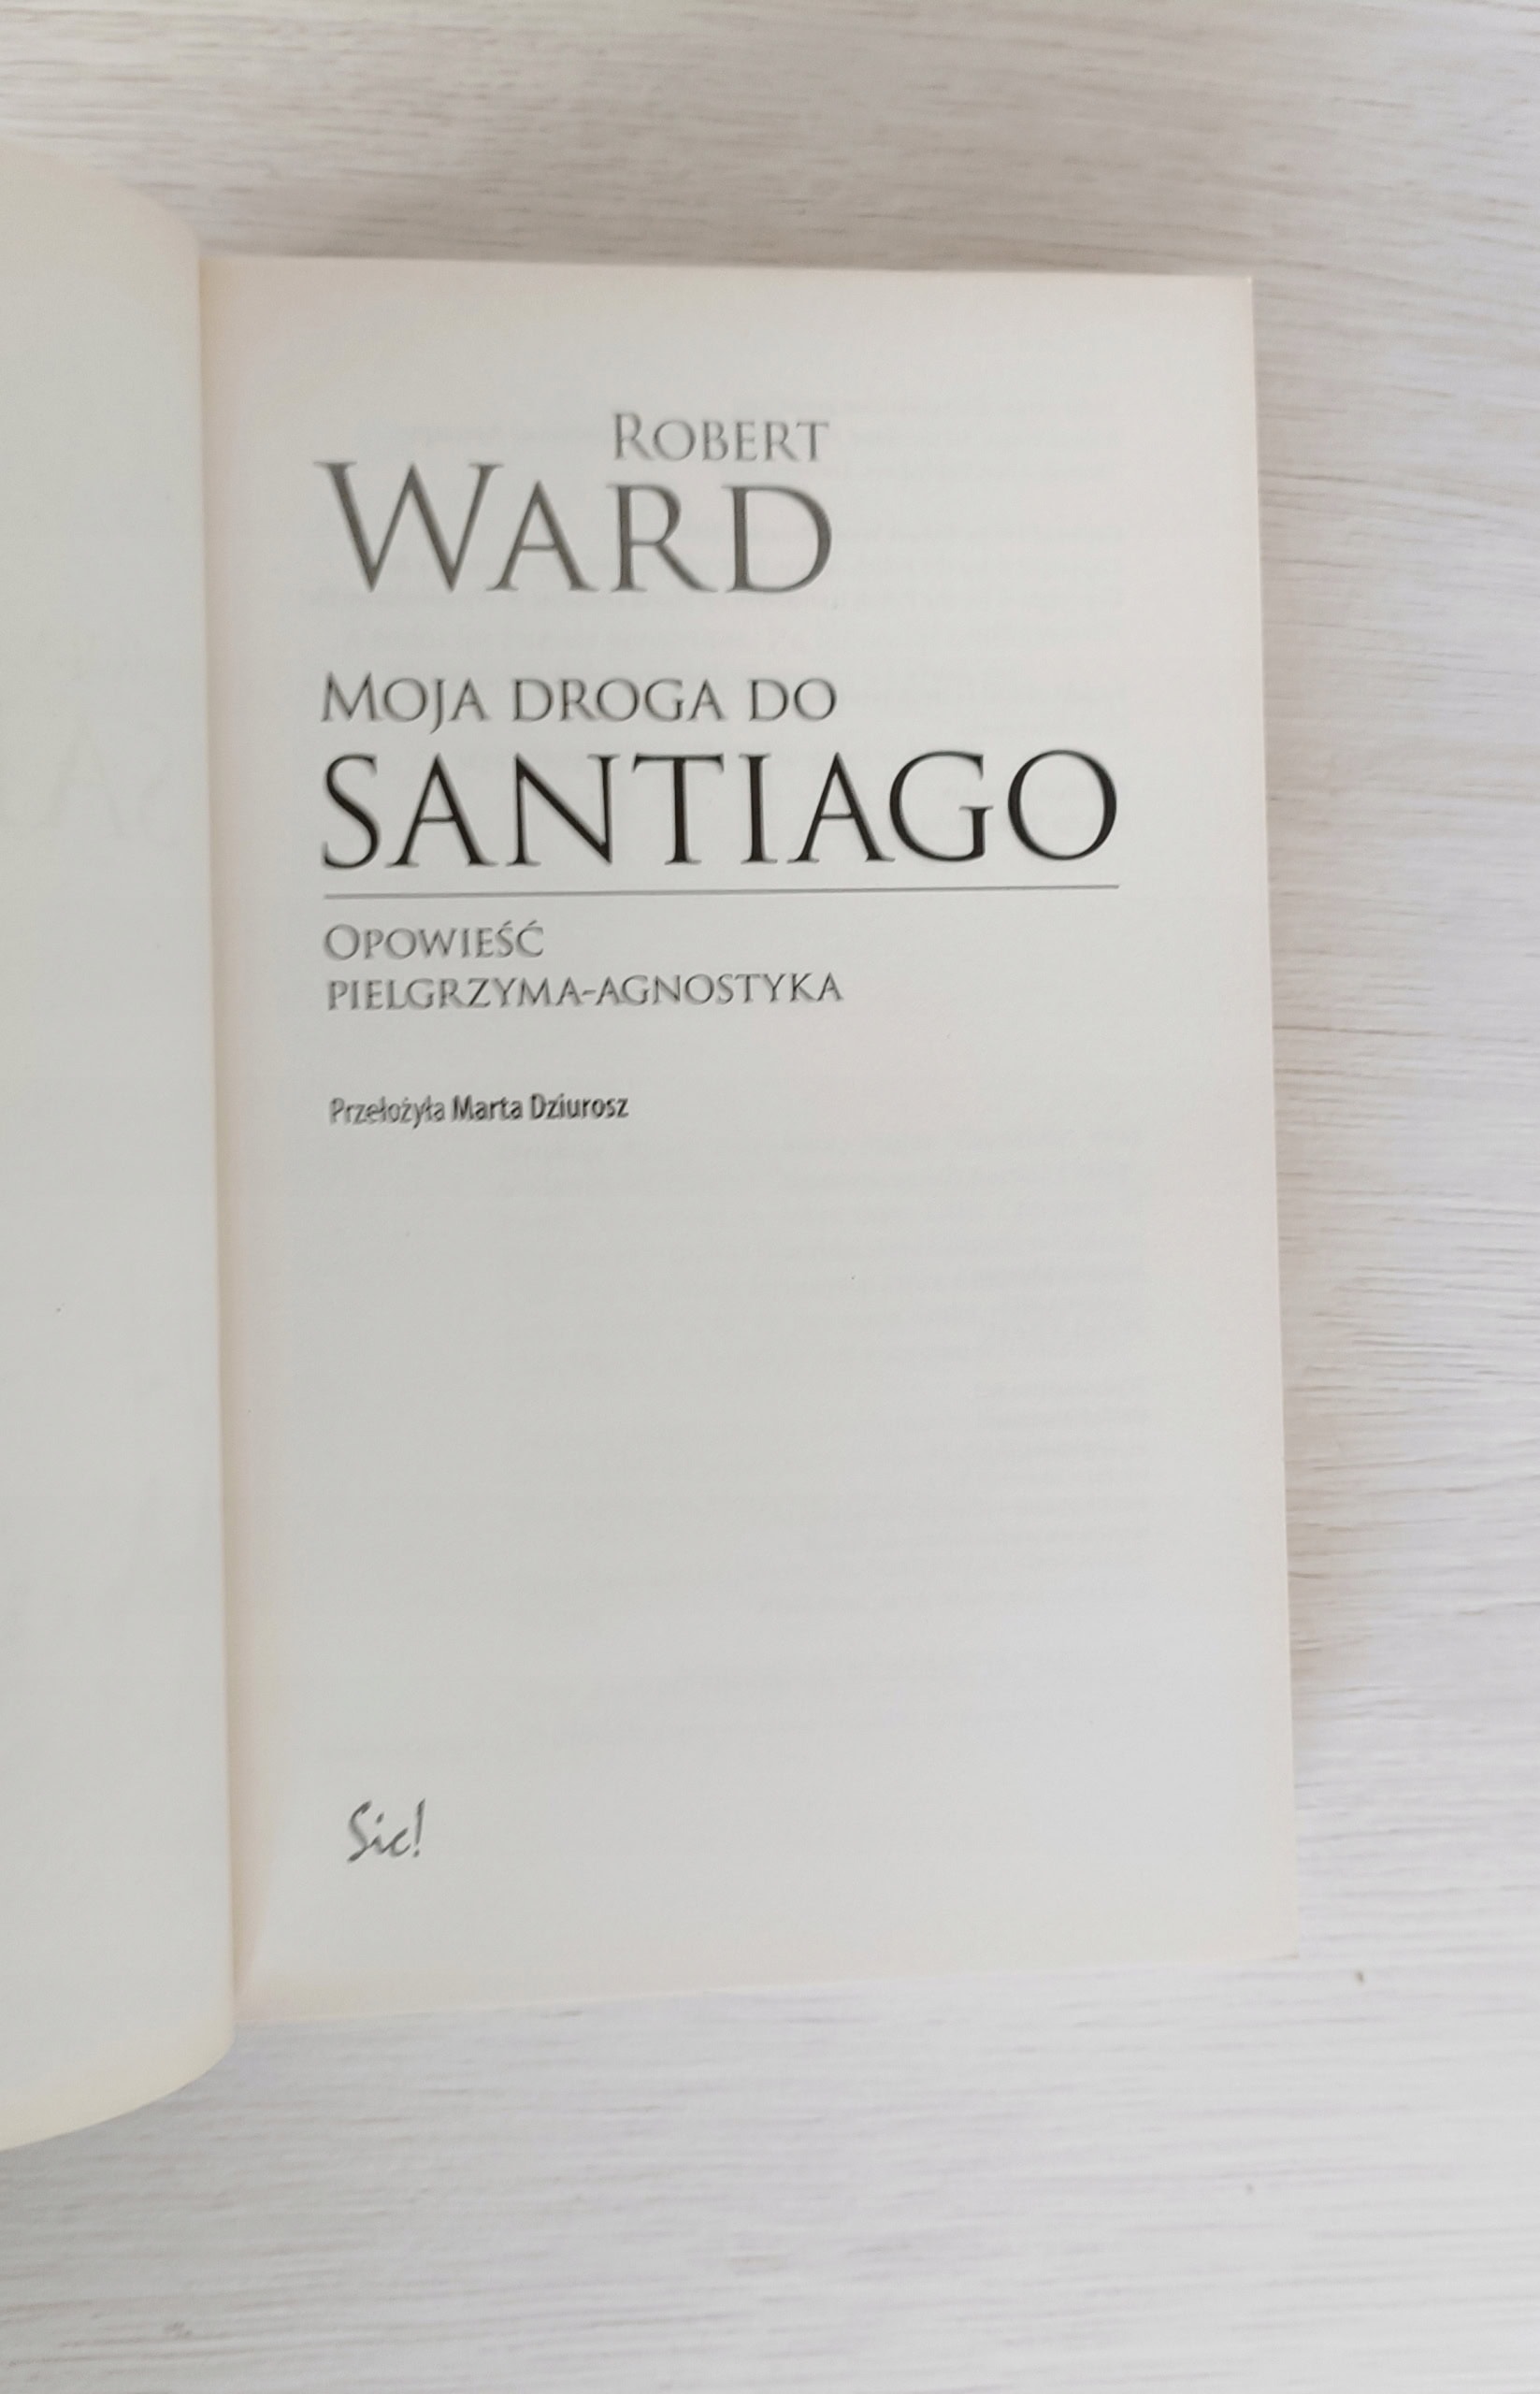 ROBERT
WARD
MOJA DROGA DO
SANTIAGO
OPOWIEŚĆ
PIELGRZYMA-AGNOSTYKA
Przełożyła Marta Dziurosz
Sic!